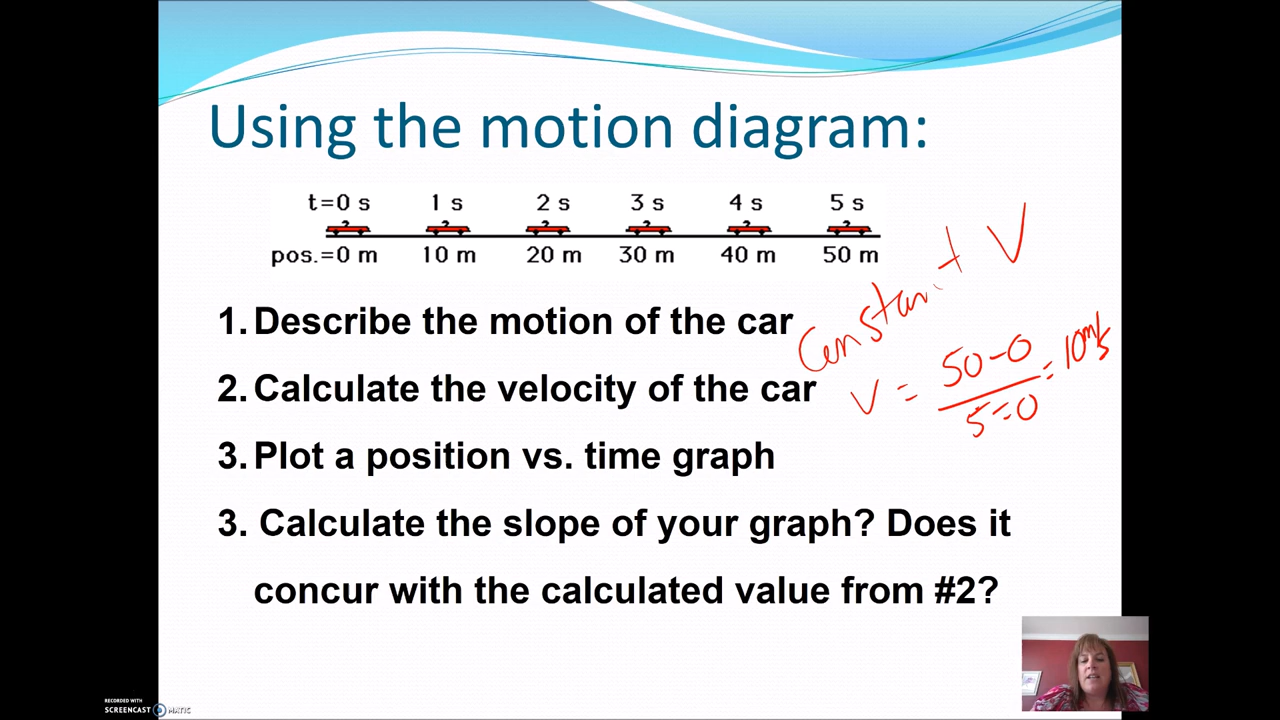 Using the motion diagram:
t=0 s 1 s 2 s 3 s 4 s 5 s
pos.=0 m 10 m 20 m 30 m 40 m 50 m
Constant V
1. Describe the motion of the car
2. Calculate the velocity of the car
V = 50-0 / 5-0 = 10 m/s
3. Plot a position vs. time graph
3. Calculate the slope of your graph? Does it
concur with the calculated value from #2?
RECORDED WITH
SCREENCAST MATIC